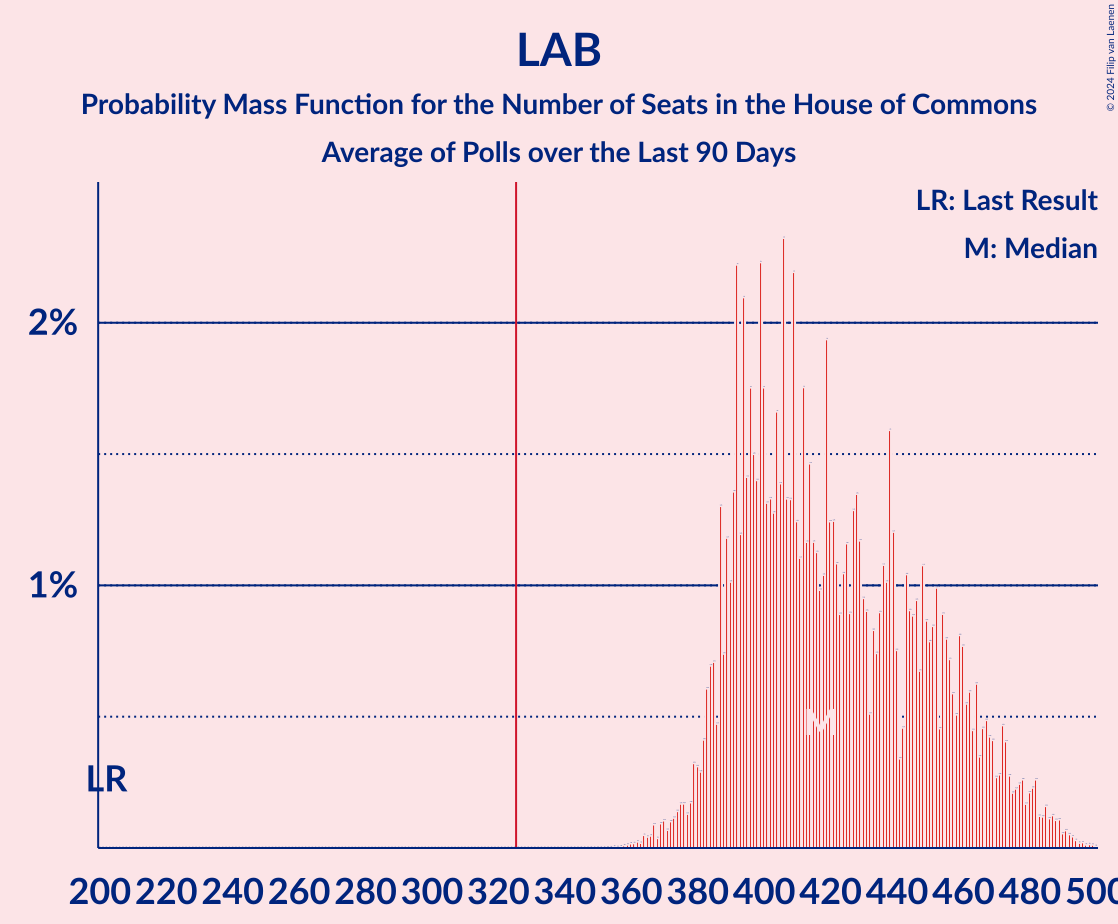 LAB
Probability Mass Function for the Number of Seats in the House of Commons
Average of Polls over the Last 90 Days
© 2024 Filip van Laenen
LR: Last Result
M: Median
2%
1%
M
LR
200 220 240 260 280 300 320 340 360 380 400 420 440 460 480 500